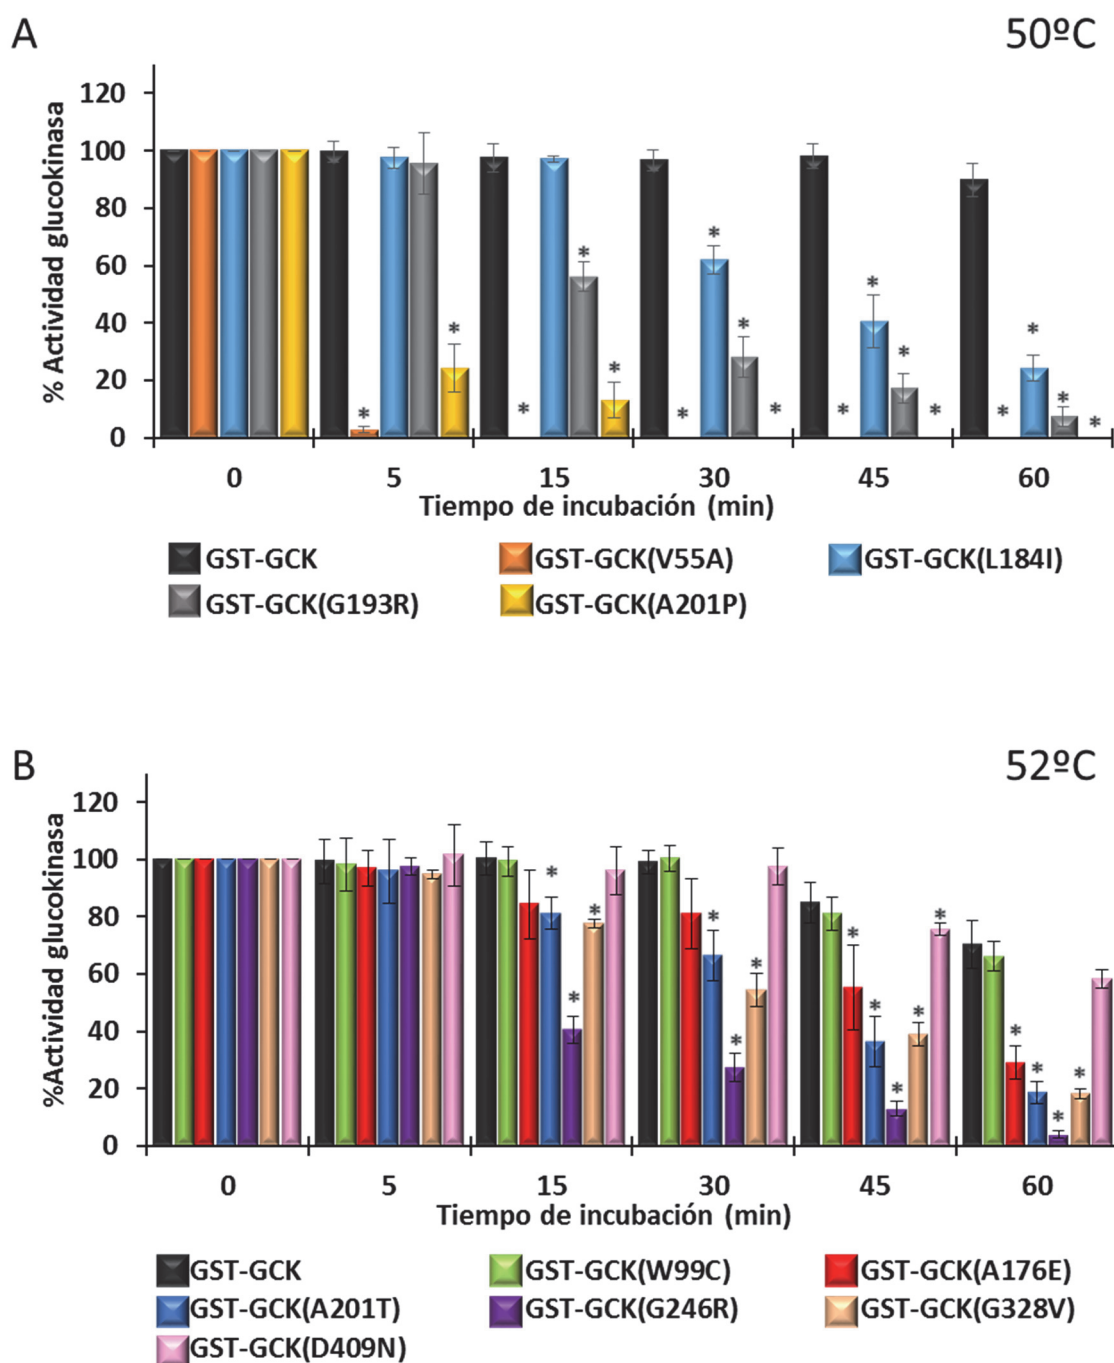 A
50ºC
% Actividad glucokinasa
120
100
80
60
40
20
0
* * * * * * * * * * * * * * *
0 5 15 30 45 60
Tiempo de incubación (min)
GST-GCK GST-GCK(V55A) GST-GCK(L184I)
GST-GCK(G193R) GST-GCK(A201P)
B
52ºC
%Actividad glucokinasa
120
100
80
60
40
20
0
* * * * * * * * * * * * * * *
0 5 15 30 45 60
Tiempo de incubación (min)
GST-GCK GST-GCK(W99C) GST-GCK(A176E)
GST-GCK(A201T) GST-GCK(G246R) GST-GCK(G328V)
GST-GCK(D409N)